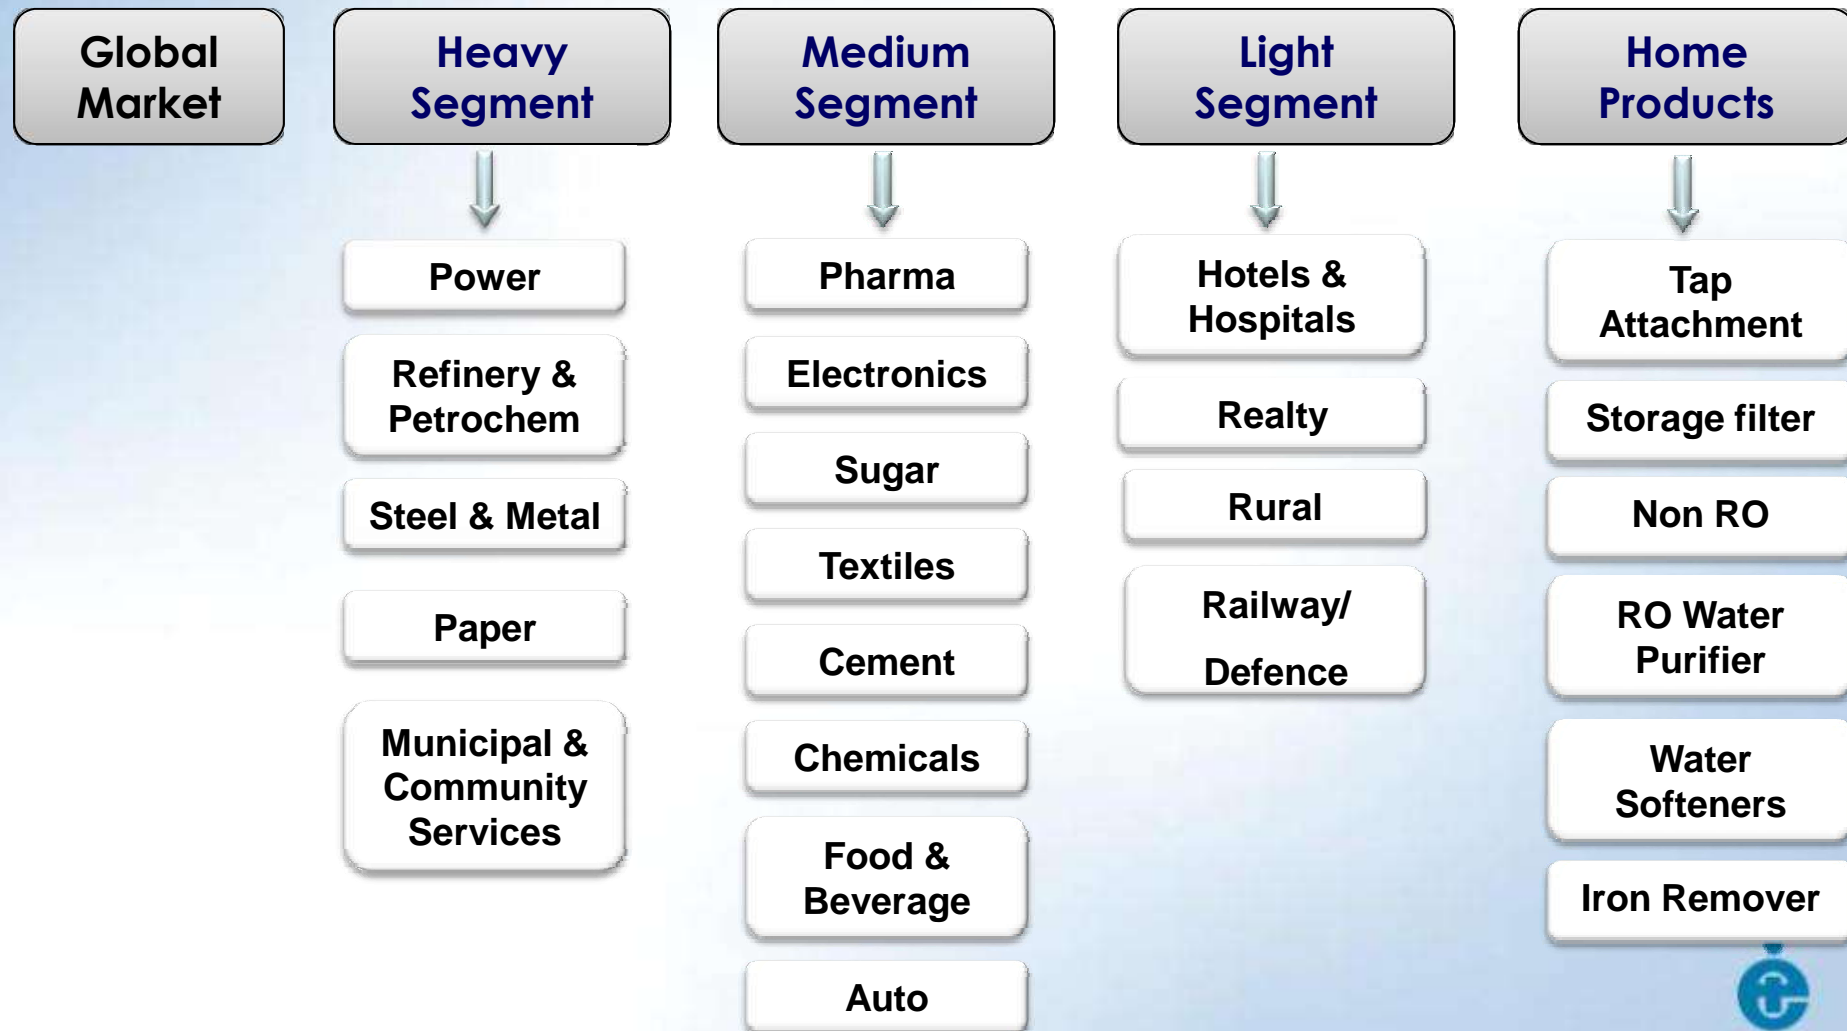 Global
Market
Heavy
Segment
Medium
Segment
Light
Segment
Home
Products
Power
Refinery &
Petrochem
Steel & Metal
Paper
Municipal &
Community
Services
Pharma
Electronics
Sugar
Textiles
Cement
Chemicals
Food &
Beverage
Auto
Hotels &
Hospitals
Realty
Rural
Railway/
Defence
Tap
Attachment
Storage filter
Non RO
RO Water
Purifier
Water
Softeners
Iron Remover